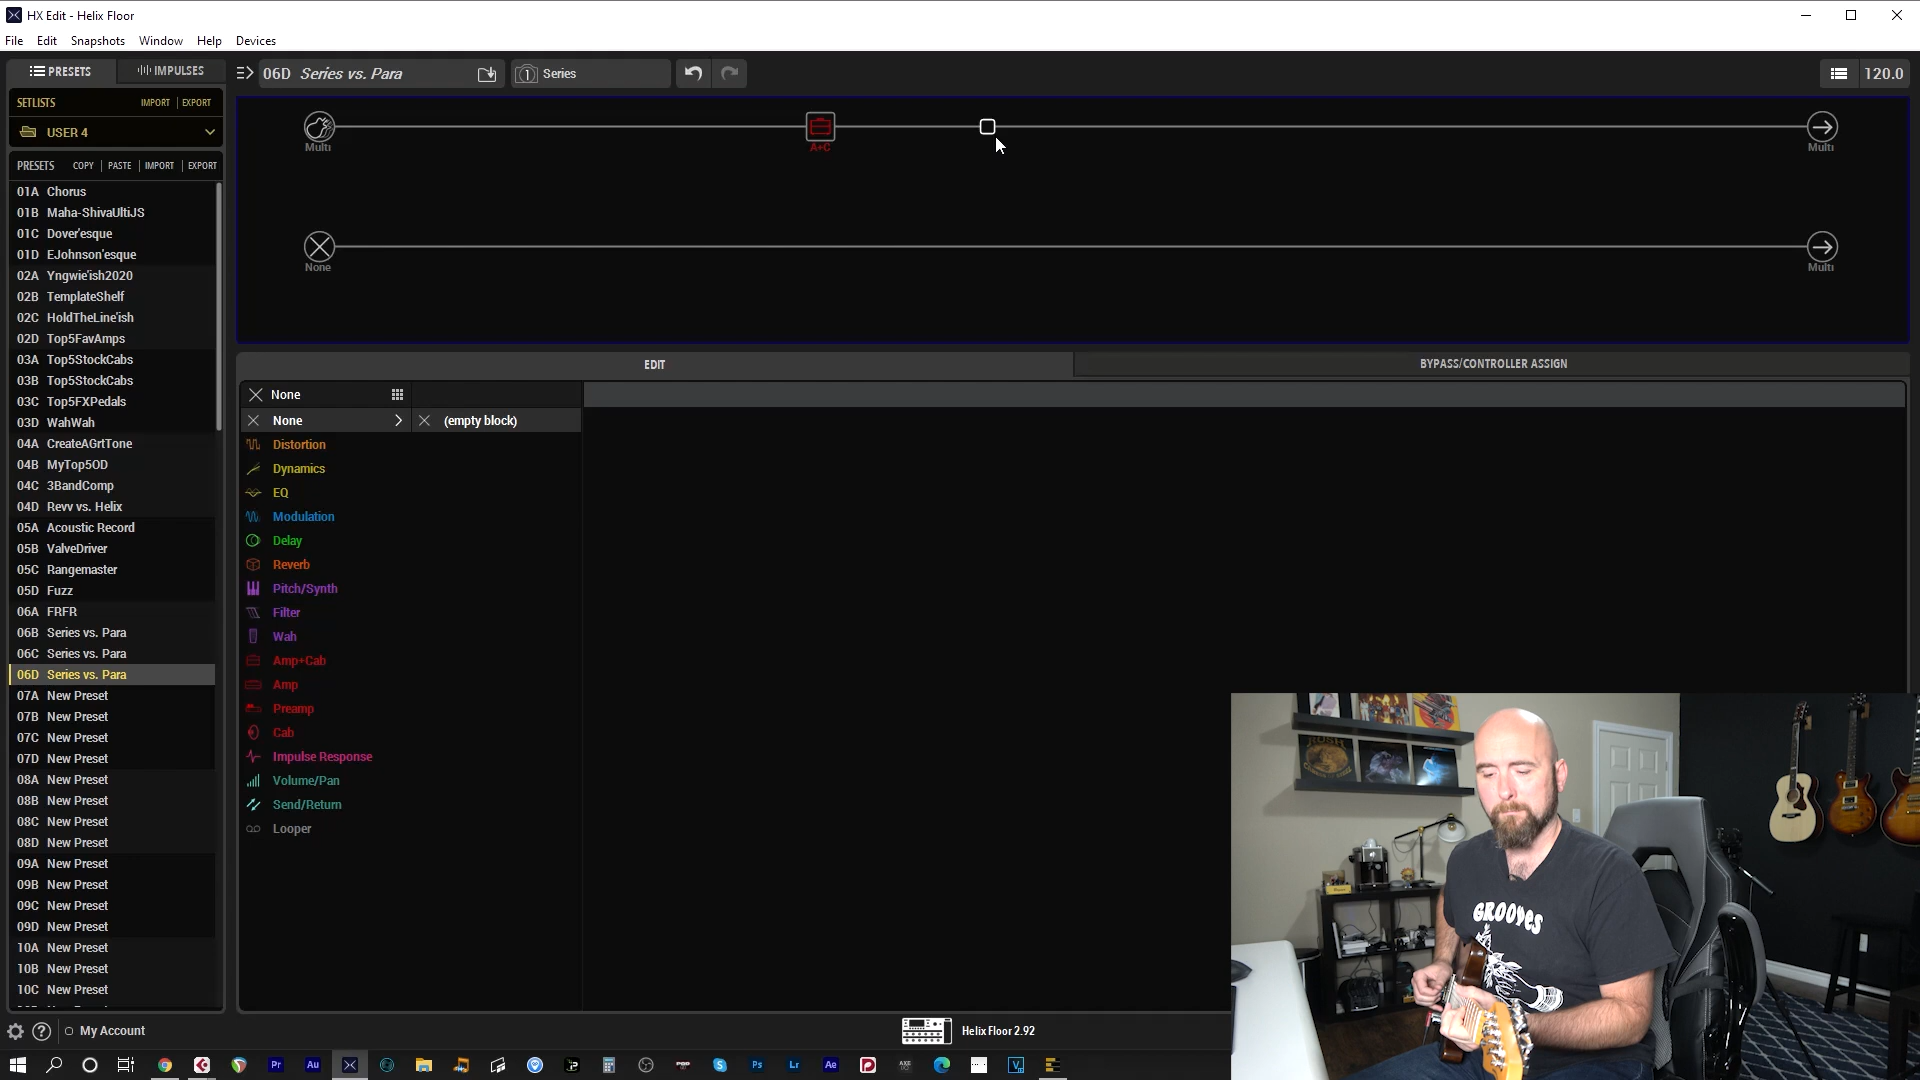 HX Edit - Helix Floor
File Edit Snapshots Window Help Devices
PRESETS IMPULSES
06D Series vs. Para
1 Series
120.0
SETLISTS IMPORT EXPORT
USER 4
PRESETS COPY PASTE IMPORT EXPORT
01A Chorus
01B Maha-ShivaUltiJS
01C Dover'esque
01D EJohnson'esque
02A Yngwie'ish2020
02B TemplateShelf
02C HoldTheLine'ish
02D Top5FavAmps
03A Top5StockCabs
03B Top5StockCabs
03C Top5FXPedals
03D WahWah
04A CreateAGrtTone
04B MyTop5OD
04C 3BandComp
04D Revv vs. Helix
05A Acoustic Record
05B ValveDriver
05C Rangemaster
05D Fuzz
06A FRFR
06B Series vs. Para
06C Series vs. Para
06D Series vs. Para
07A New Preset
07B New Preset
07C New Preset
07D New Preset
08A New Preset
08B New Preset
08C New Preset
08D New Preset
09A New Preset
09B New Preset
09C New Preset
09D New Preset
10A New Preset
10B New Preset
10C New Preset
Multi
A+C
Multi
None
Multi
EDIT
BYPASS/CONTROLLER ASSIGN
None
None
(empty block)
Distortion
Dynamics
EQ
Modulation
Delay
Reverb
Pitch/Synth
Filter
Wah
Amp+Cab
Amp
Preamp
Cab
Impulse Response
Volume/Pan
Send/Return
Looper
RUSH
GROOVES
My Account
Helix Floor 2.92
Pr Au Ps Lr Ae